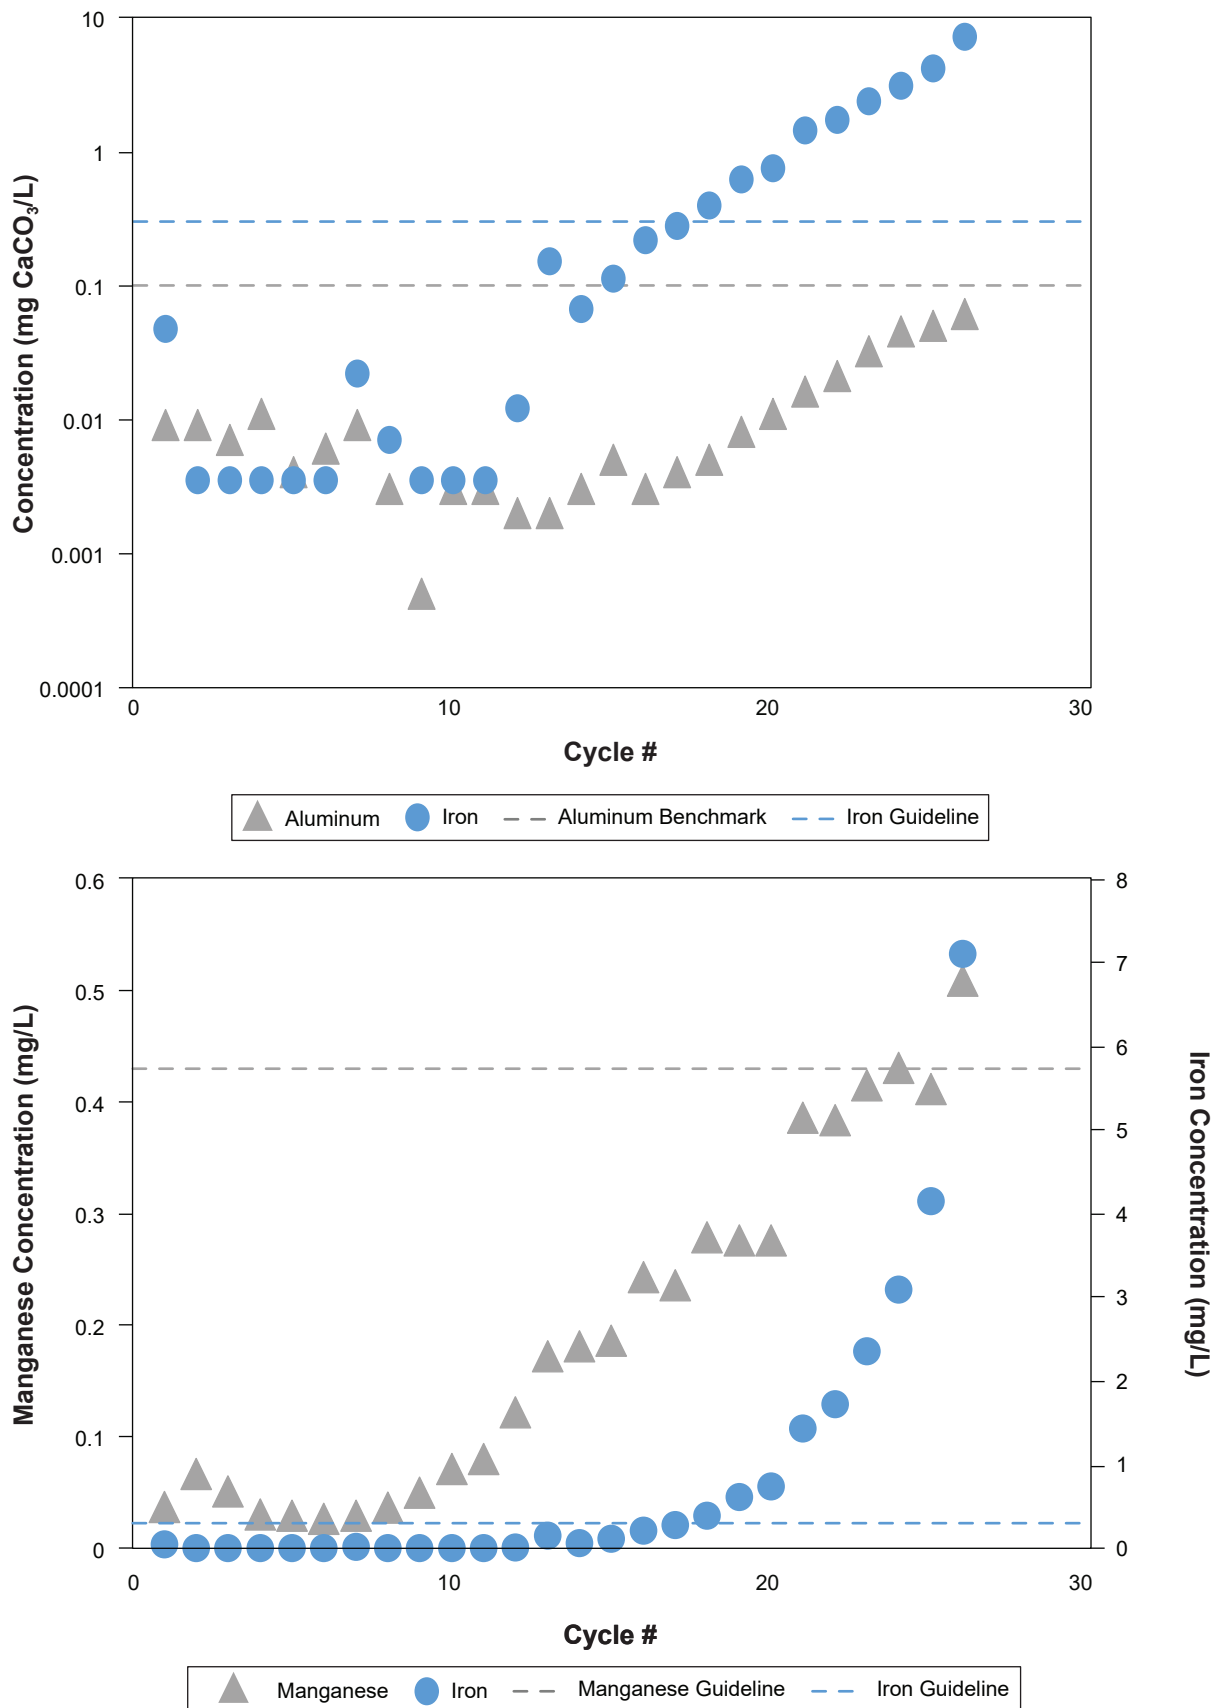 10
1
0.1
0.01
0.001
0.0001
Concentration (mg CaCO₃/L)
0 10 20 30
Cycle #
Aluminum Iron Aluminum Benchmark Iron Guideline
0.6
0.5
0.4
0.3
0.2
0.1
0
Manganese Concentration (mg/L)
8
7
6
5
4
3
2
1
0
Iron Concentration (mg/L)
0 10 20 30
Cycle #
Manganese Iron Manganese Guideline Iron Guideline